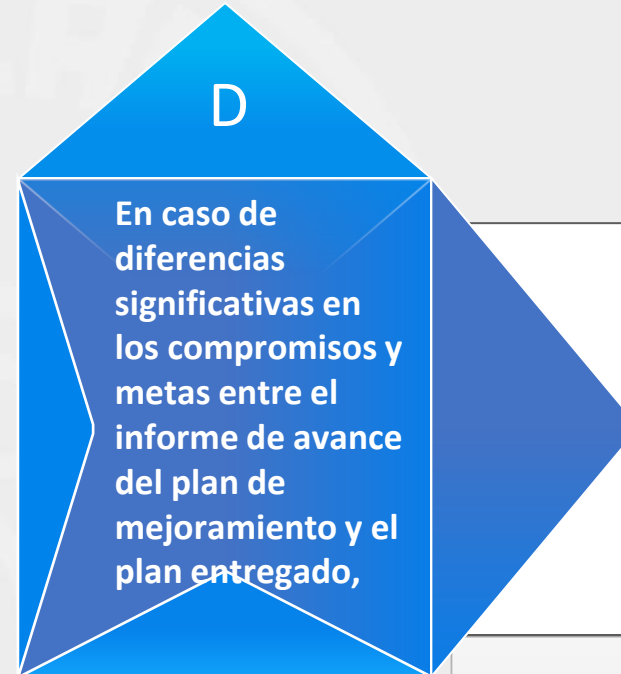 D
En caso de
diferencias
significativas en
los compromisos y
metas entre el
informe de avance
del plan de
mejoramiento y el
plan entregado,